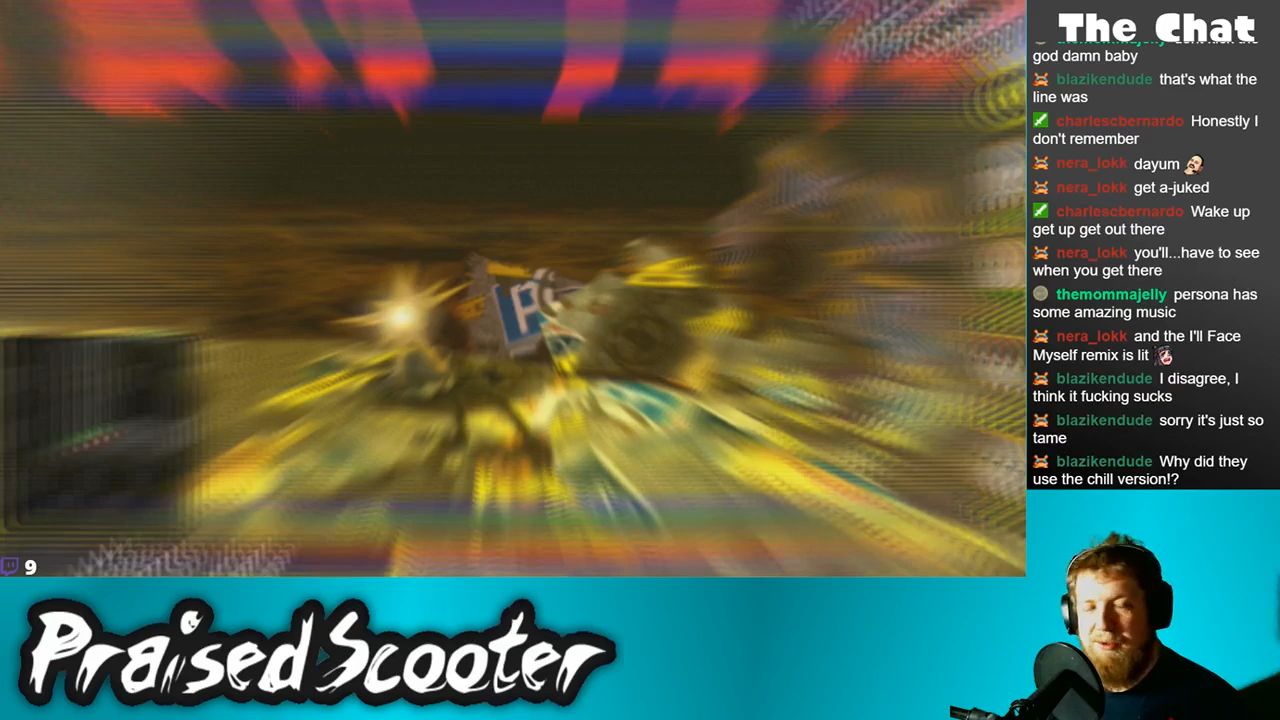 The Chat
god damn baby
blazikendude that's what the
line was
charlescbernardo Honestly I
don't remember
nera_lokk dayum
nera_lokk get a-juked
charlescbernardo Wake up
get up get out there
nera_lokk you'll...have to see
when you get there
themommajelly persona has
some amazing music
nera_lokk and the I'll Face
Myself remix is lit
blazikendude I disagree, I
think it fucking sucks
blazikendude sorry it's just so
tame
blazikendude Why did they
use the chill version!?
P
9
PraisedScooter